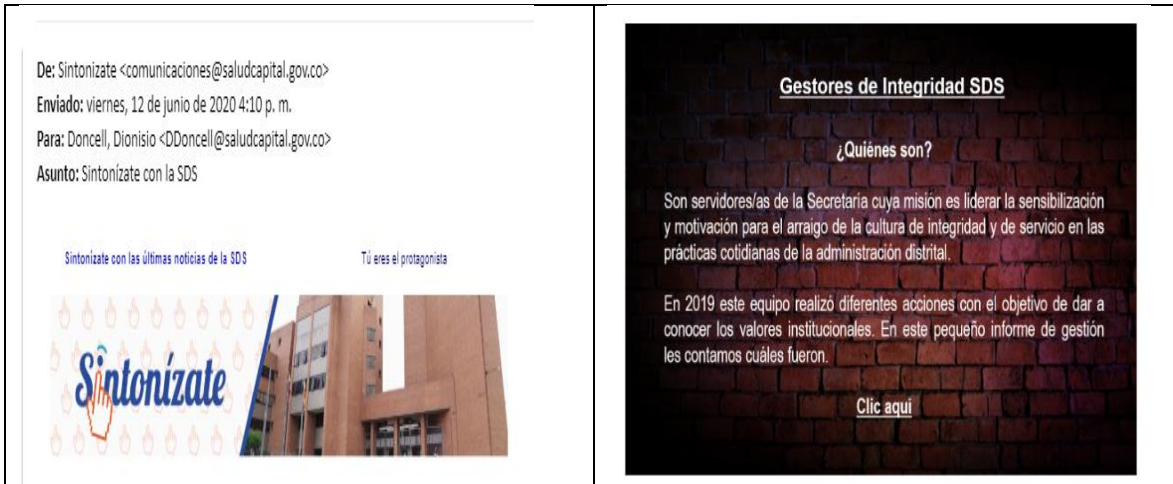 De: Sintonizate <comunicaciones@saludcapital.gov.co>
Enviado: viernes, 12 de junio de 2020 4:10 p. m.
Para: Doncell, Dionisio <DDoncell@saludcapital.gov.co>
Asunto: Sintonízate con la SDS
Sintonízate con las últimas noticias de la SDS
Tú eres el protagonista
Sintonízate
Gestores de Integridad SDS
¿Quiénes son?
Son servidores/as de la Secretaria cuya misión es liderar la sensibilización
y motivación para el arraigo de la cultura de integridad y de servicio en las
prácticas cotidianas de la administración distrital.
En 2019 este equipo realizó diferentes acciones con el objetivo de dar a
conocer los valores institucionales. En este pequeño informe de gestión
les contamos cuáles fueron.
Clic aqui